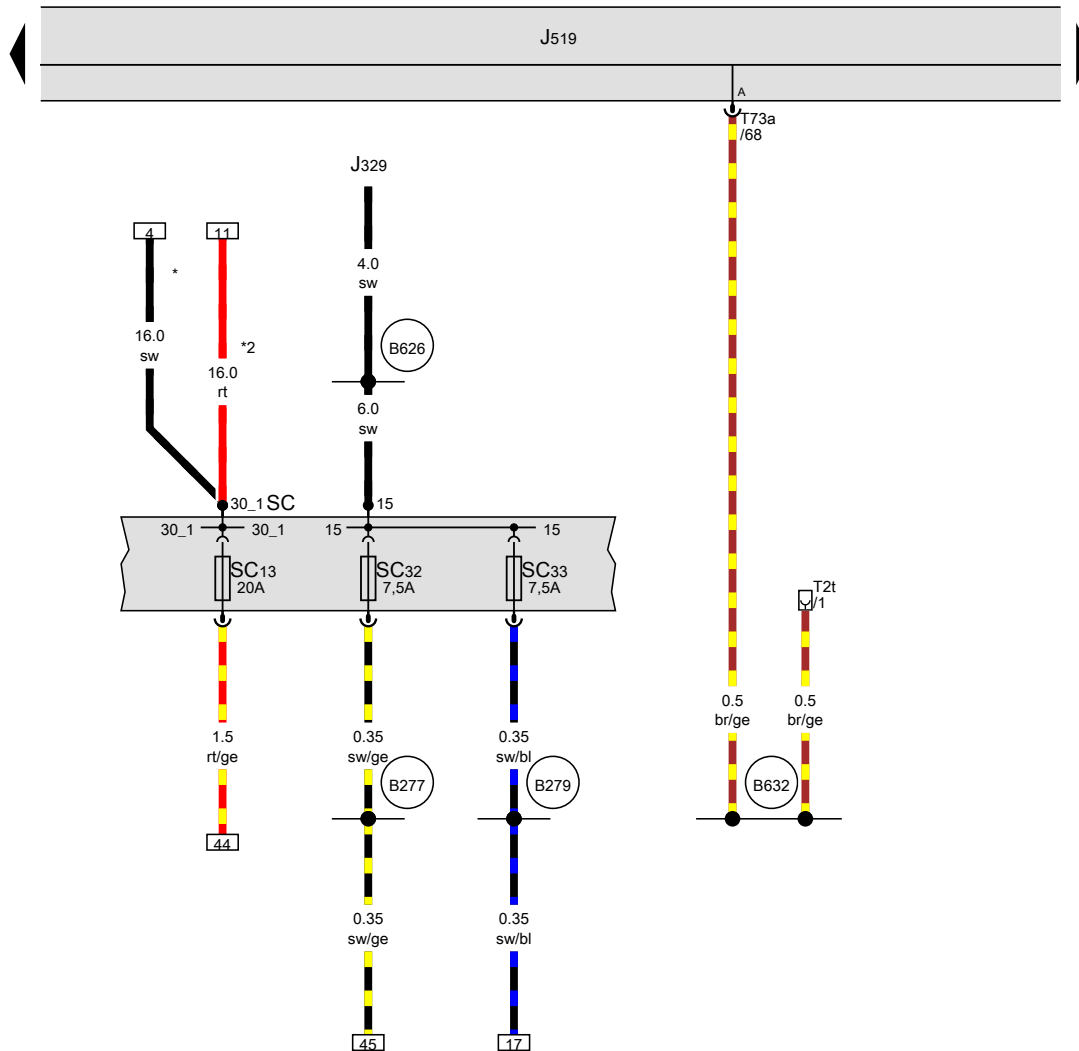 J519
A
T73a
/68
J329
4
11
*
4.0
sw
16.0
sw
*2
16.0
rt
B626
6.0
sw
30_1 SC
15
30_1
30_1
15
15
SC13
20A
SC32
7,5A
SC33
7,5A
T2t
/1
0.5
br/ge
0.5
br/ge
1.5
rt/ge
0.35
sw/ge
0.35
sw/bl
B277
B279
B632
44
0.35
sw/ge
0.35
sw/bl
45
17